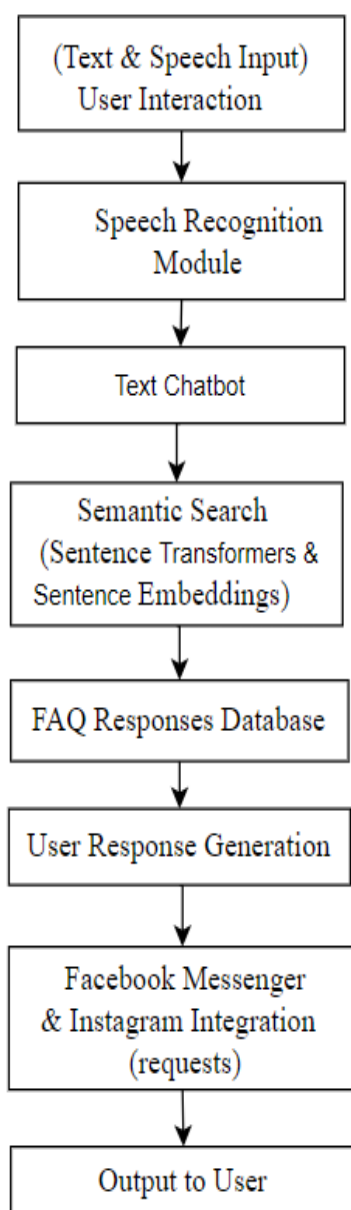 (Text & Speech Input)
User Interaction
Speech Recognition
Module
Text Chatbot
Semantic Search
(Sentence Transformers &
Sentence Embeddings)
FAQ Responses Database
User Response Generation
Facebook Messenger
& Instagram Integration
(requests)
Output to User